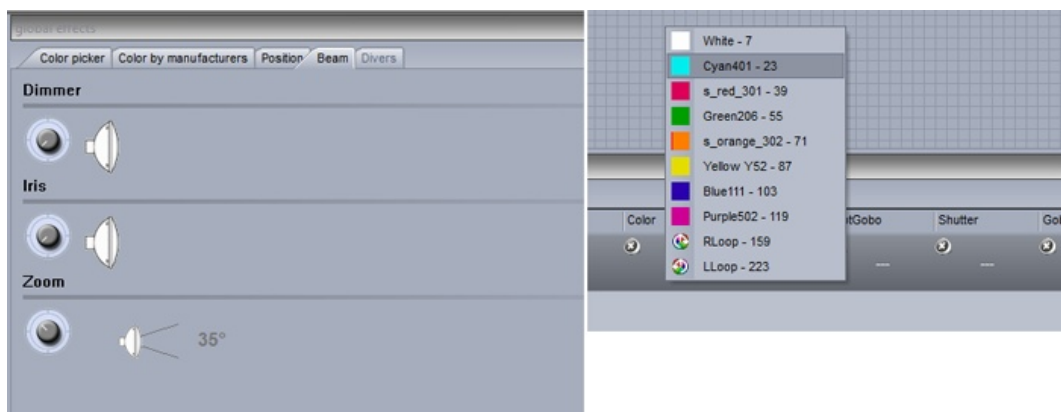 global effects
Color picker
Color by manufacturers
Position
Beam
Divers
Dimmer
Iris
Zoom
35°
White - 7
Cyan401 - 23
s_red_301 - 39
Green206 - 55
s_orange_302 - 71
Yellow Y52 - 87
Blue111 - 103
Purple502 - 119
RLoop - 159
LLoop - 223
Color
Shutter